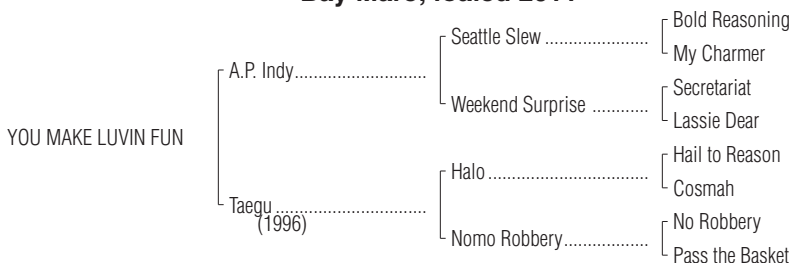 Bay Mare; foaled 2011
Bold Reasoning
Seattle Slew ......................
My Charmer
A.P. Indy............................
Secretariat
Weekend Surprise ............
Lassie Dear
YOU MAKE LUVIN FUN
Hail to Reason
Halo ..................................
Cosmah
Taegu ................................
(1996)
No Robbery
Nomo Robbery..................
Pass the Basket